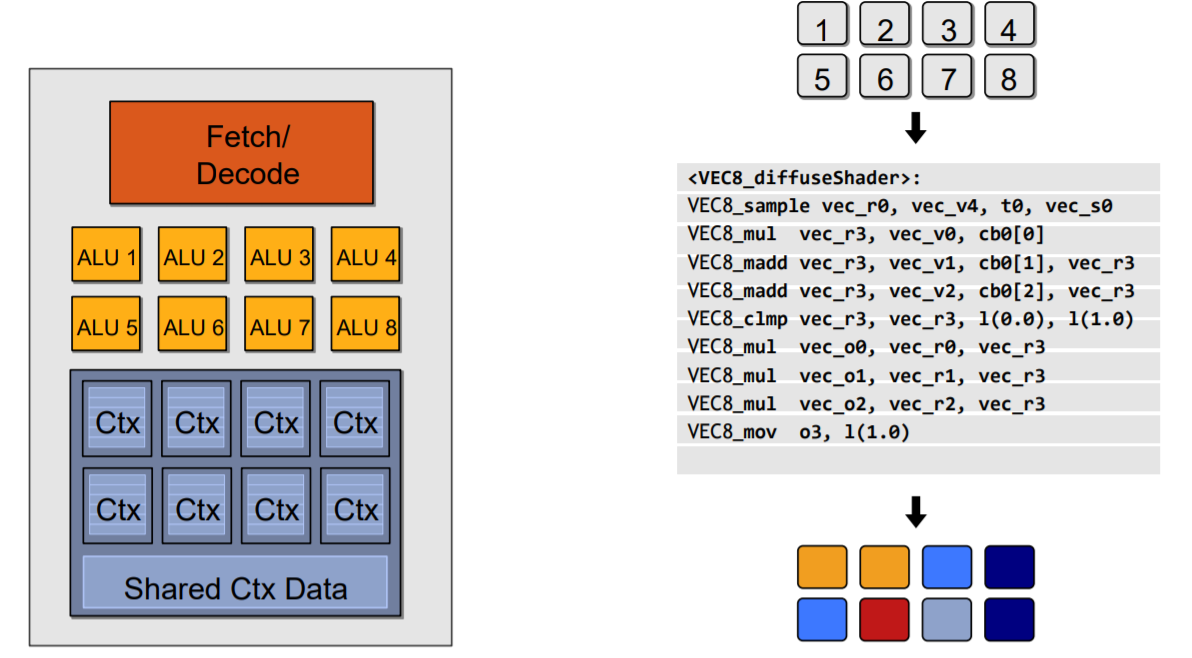 Fetch/
Decode
ALU 1 ALU 2 ALU 3 ALU 4
ALU 5 ALU 6 ALU 7 ALU 8
Ctx Ctx Ctx Ctx
Ctx Ctx Ctx Ctx
Shared Ctx Data
1 2 3 4
5 6 7 8
<VEC8_diffuseShader>:
VEC8_sample vec_r0, vec_v4, t0, vec_s0
VEC8_mul vec_r3, vec_v0, cb0[0]
VEC8_madd vec_r3, vec_v1, cb0[1], vec_r3
VEC8_madd vec_r3, vec_v2, cb0[2], vec_r3
VEC8_clmp vec_r3, vec_r3, l(0.0), l(1.0)
VEC8_mul vec_o0, vec_r0, vec_r3
VEC8_mul vec_o1, vec_r1, vec_r3
VEC8_mul vec_o2, vec_r2, vec_r3
VEC8_mov o3, l(1.0)